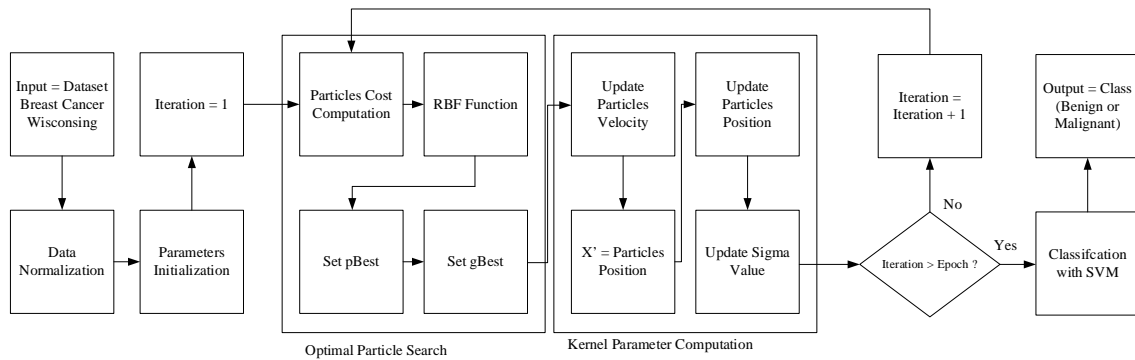 Input = Dataset
Breast Cancer
Wisconsing
Data
Normalization
Parameters
Initialization
Iteration = 1
Particles Cost
Computation
RBF Function
Set pBest
Set gBest
Optimal Particle Search
Update
Particles
Velocity
X’ = Particles
Position
Update
Particles
Position
Update Sigma
Value
Kernel Parameter Computation
Iteration > Epoch ?
No
Iteration =
Iteration + 1
Yes
Classifcation
with SVM
Output = Class
(Benign or
Malignant)